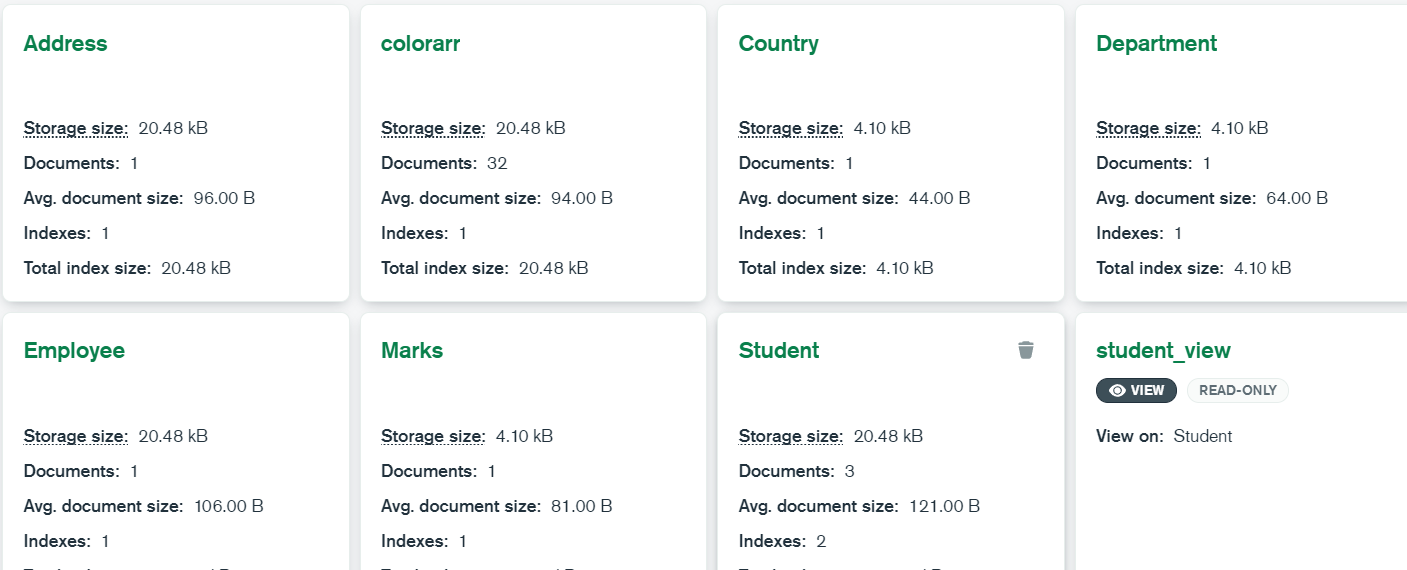 Address
Storage size: 20.48 kB
Documents: 1
Avg. document size: 96.00 B
Indexes: 1
Total index size: 20.48 kB
colorarr
Storage size: 20.48 kB
Documents: 32
Avg. document size: 94.00 B
Indexes: 1
Total index size: 20.48 kB
Country
Storage size: 4.10 kB
Documents: 1
Avg. document size: 44.00 B
Indexes: 1
Total index size: 4.10 kB
Department
Storage size: 4.10 kB
Documents: 1
Avg. document size: 64.00 B
Indexes: 1
Total index size: 4.10 kB
Employee
Storage size: 20.48 kB
Documents: 1
Avg. document size: 106.00 B
Indexes: 1
Marks
Storage size: 4.10 kB
Documents: 1
Avg. document size: 81.00 B
Indexes: 1
Student
Storage size: 20.48 kB
Documents: 3
Avg. document size: 121.00 B
Indexes: 2
student_view
VIEW READ-ONLY
View on: Student